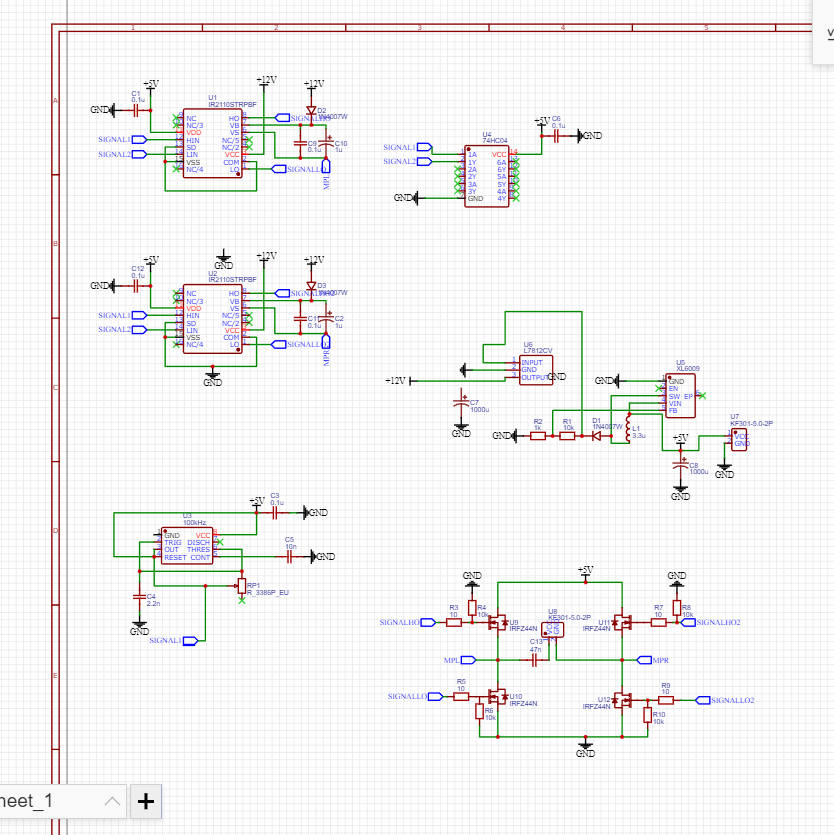 1 2 3 4 5
A
B
C
D
E
C1
0.1u
+5V
GND
U1
IR2110STRPBF
+12V
+12V
D2
1N4007W
NC
NC/3
VDD
HIN
SD
LIN
VSS
NC/4
HO
VB
VS
NC/5
NC/2
VCC
COM
LO
SIGNAL1
SIGNAL2
C9
0.1u
C10
1u
MPL
U4
74HC04
SIGNAL1
SIGNAL2
1A
1Y
2A
2Y
3A
3Y
GND
VCC
6A
6Y
5A
5Y
4A
4Y
+5V
C6
0.1u
GND
GND
C12
0.1u
+5V
GND
GND
U2
IR2110STRPBF
+12V
+12V
D3
1N4007W
NC
NC/3
VDD
HIN
SD
LIN
VSS
NC/4
HO
VB
VS
NC/5
NC/2
VCC
COM
LO
SIGNAL1
SIGNAL2
0.1u
C2
1u
MPR
GND
U6
L7812CV
INPUT
GND
OUTPUT
GND
+12V
C7
1000u
GND
GND
U5
XL6009
GND
EN
SW
VIN
FB
EP
GND
R2
1k
R1
10k
D1
1N4007W
L1
3.3u
+5V
C8
1000u
GND
U7
KF301-5.0-2P
VCC
GND
GND
U3
100kHz
+5V
C3
0.1u
GND
GND
TRIG
OUT
RESET
VCC
DISCH
THRES
CONT
C5
10n
GND
RP1
R_3386P_EU
C4
2.2n
GND
SIGNAL1
GND
+5V
GND
R3
10
R4
10k
SIGNALHO
U9
IRFZ44N
U8
KF301-5.0-2P
C13
47n
MPL
U11
IRFZ44N
R7
10
R8
10k
SIGNALHO2
MPR
R5
10
SIGNALLO
R6
10k
U10
IRFZ44N
U12
IRFZ44N
R9
10
R10
10k
SIGNALLO2
GND
heet_1